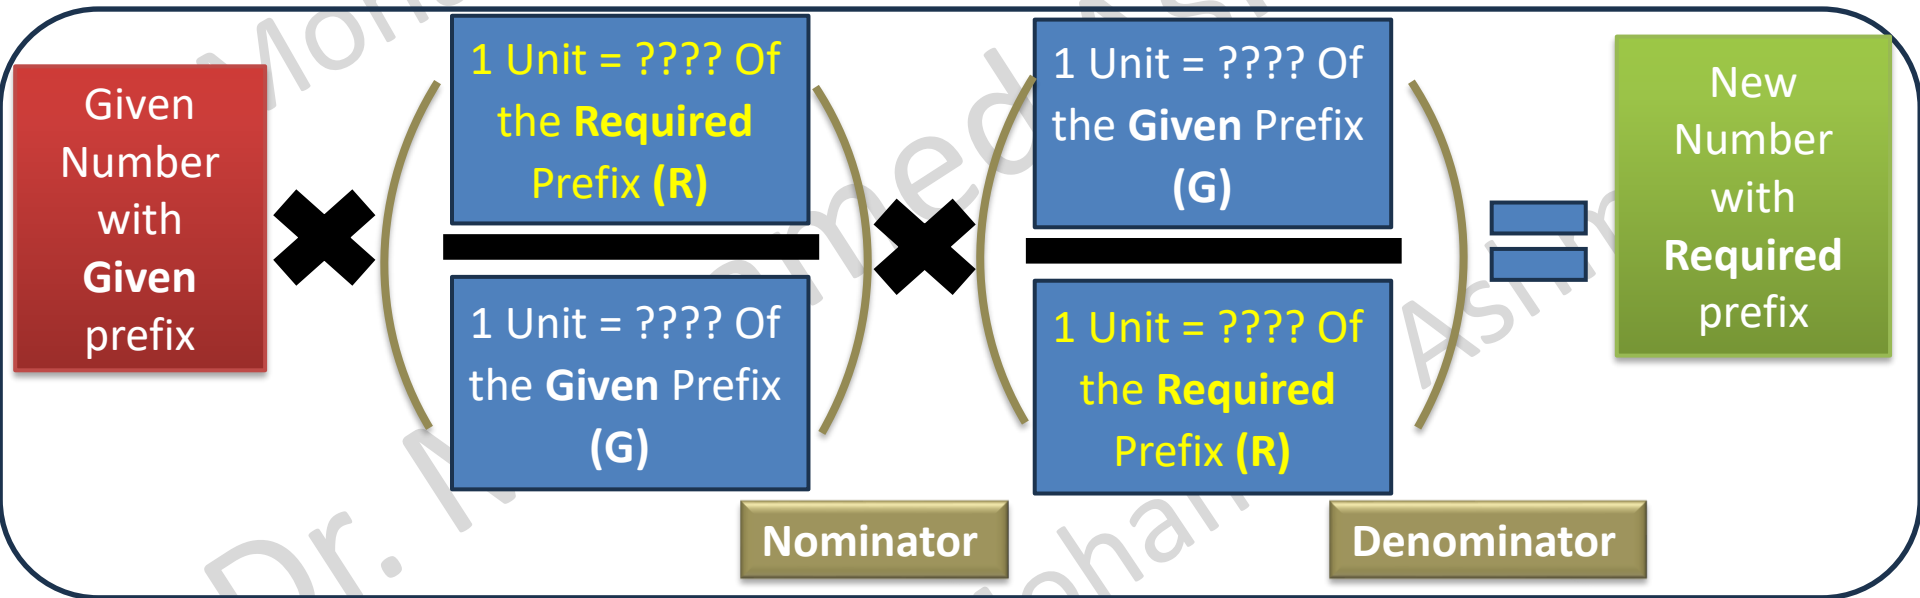 Given
Number
with
Given
prefix
1 Unit = ???? Of
the Required
Prefix (R)
1 Unit = ???? Of
the Given Prefix
(G)
Nominator
1 Unit = ???? Of
the Given Prefix
(G)
1 Unit = ???? Of
the Required
Prefix (R)
Denominator
New
Number
with
Required
prefix
Dr.